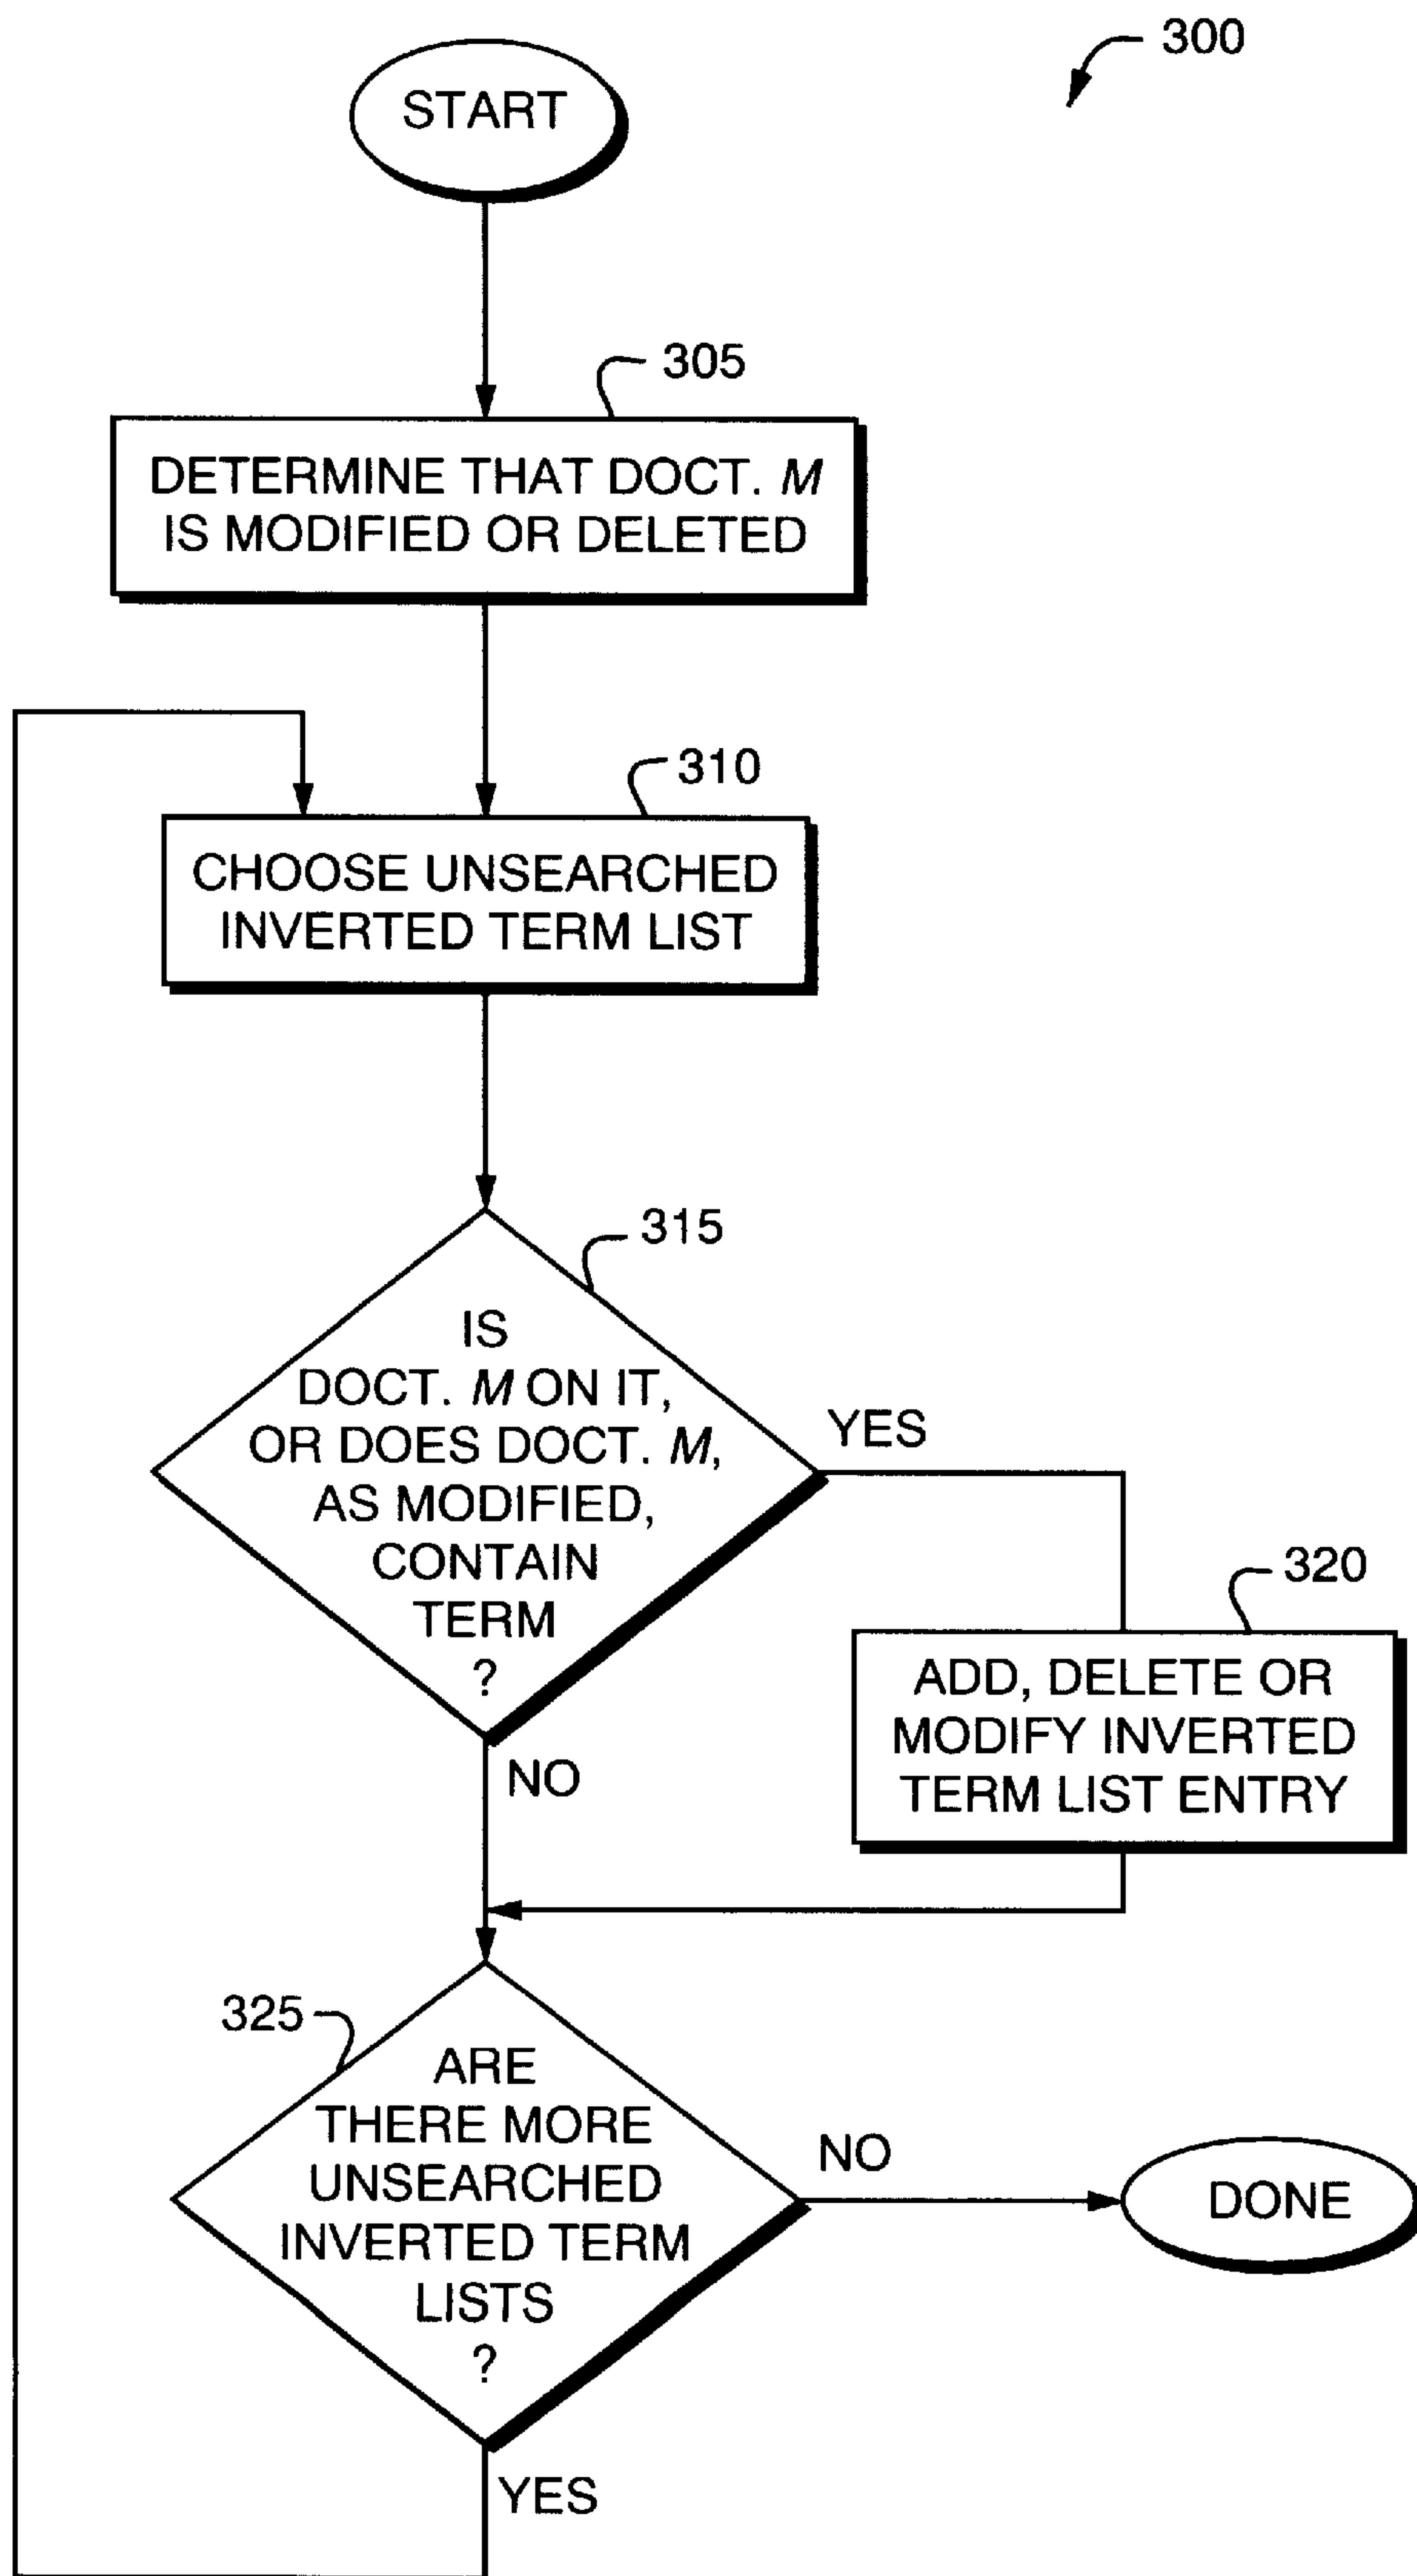 300
START
305
DETERMINE THAT DOCT. M
IS MODIFIED OR DELETED
310
CHOOSE UNSEARCHED
INVERTED TERM LIST
315
IS
DOCT. M ON IT,
OR DOES DOCT. M,
AS MODIFIED,
CONTAIN
TERM
?
YES
NO
320
ADD, DELETE OR
MODIFY INVERTED
TERM LIST ENTRY
325
ARE
THERE MORE
UNSEARCHED
INVERTED TERM
LISTS
?
NO
DONE
YES